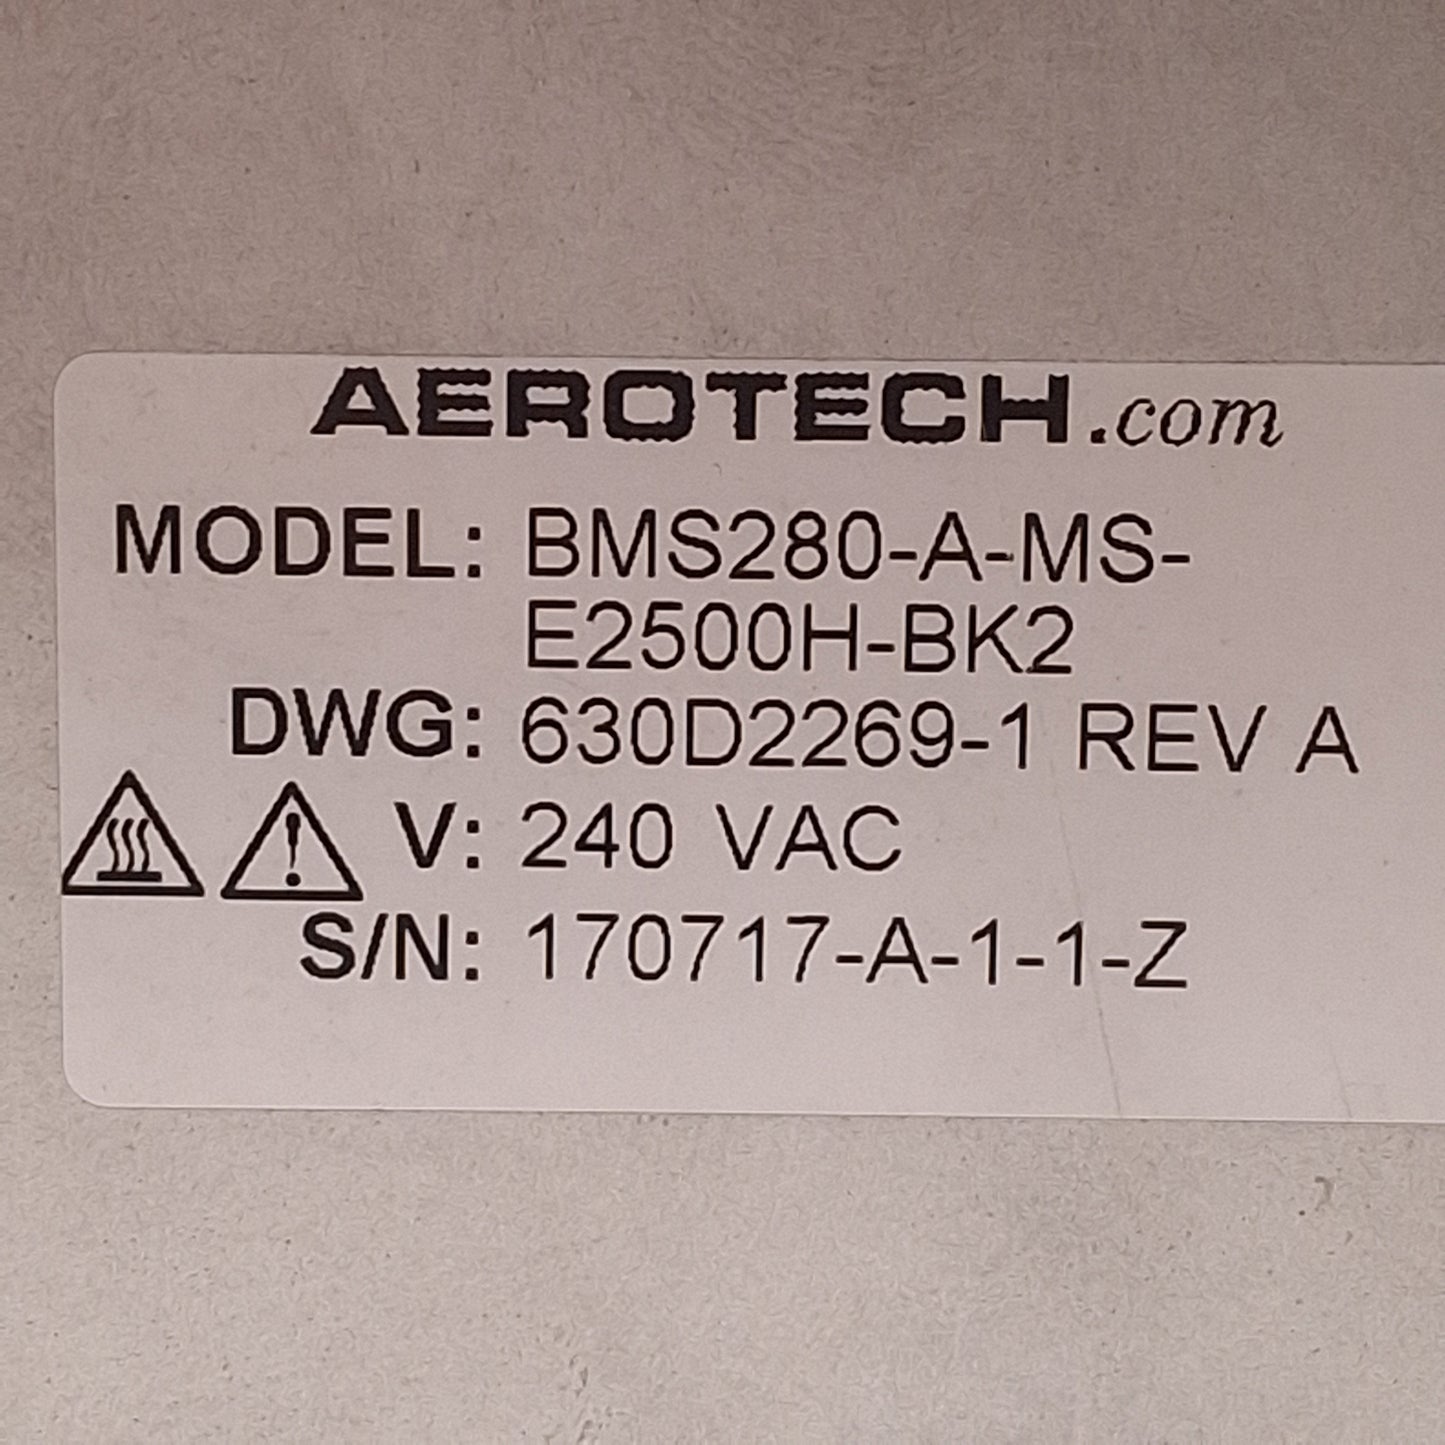 AEROTECH.com
MODEL: BMS280-A-MS-
E2500H-BK2
DWG: 630D2269-1 REV A
V: 240 VAC
S/N: 170717-A-1-1-Z